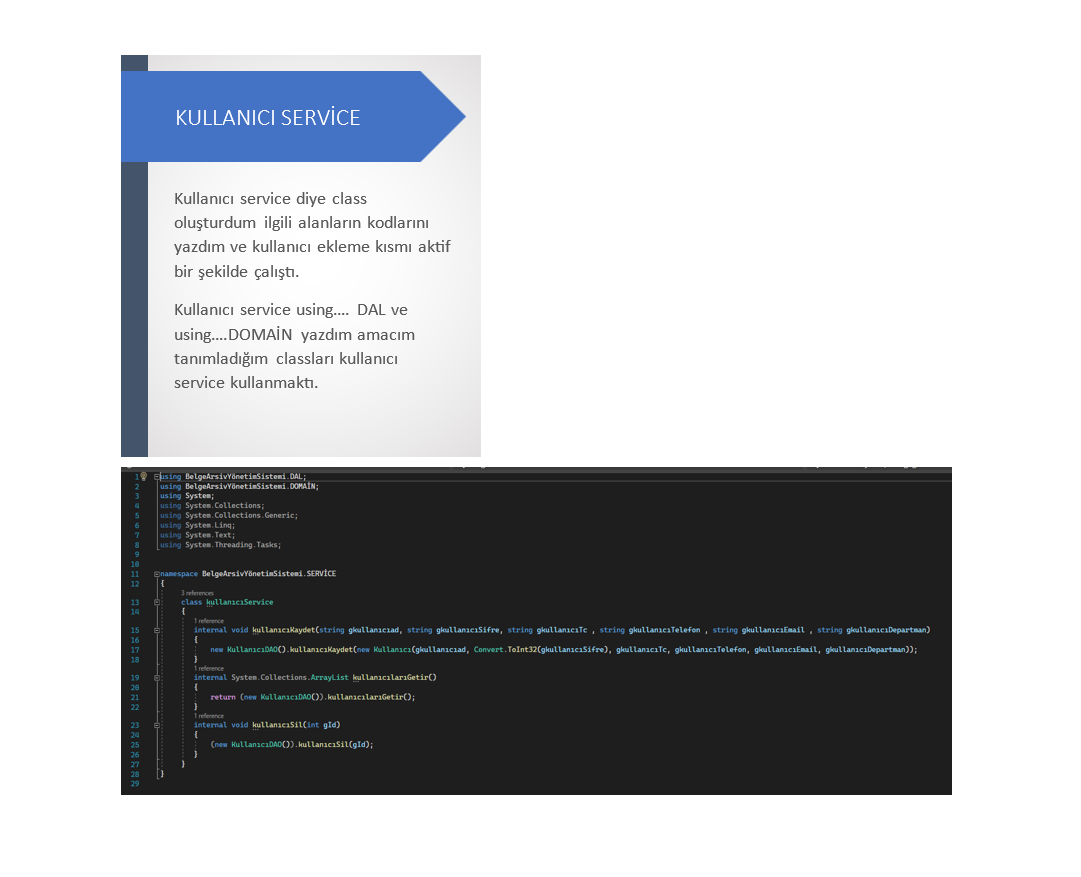 KULLANICI SERVİCE
Kullanıcı service diye class
oluşturdum ilgili alanların kodlarını
yazdım ve kullanıcı ekleme kısmı aktif
bir şekilde çalıştı.
Kullanıcı service using.... DAL ve
using....DOMAİN yazdım amacım
tanımladığım classları kullanıcı
service kullanmaktı.
1 using BelgeArsivYönetimSistemi.DAL;
2 using BelgeArsivYönetimSistemi.DOMAİN;
3 using System;
4 using System.Collections;
5 using System.Collections.Generic;
6 using System.Linq;
7 using System.Text;
8 using System.Threading.Tasks;
9
10
11 namespace BelgeArsivYönetimSistemi.SERVİCE
12 {
3 references
13 class kullanıcıService
14 {
1 reference
15 internal void kullanıcıKaydet(string gkullanıcıad, string gkullanıcıSifre, string gkullanıcıTc , string gkullanıcıTelefon , string gkullanıcıEmail , string gkullanıcıDepartman)
16 {
17 new KullanıcıDAO().kullanıcıKaydet(new Kullanıcı(gkullanıcıad, Convert.ToInt32(gkullanıcıSifre), gkullanıcıTc, gkullanıcıTelefon, gkullanıcıEmail, gkullanıcıDepartman));
18 }
1 reference
19 internal System.Collections.ArrayList kullanıcılarıGetir()
20 {
21 return (new KullanıcıDAO()).kullanıcılarıGetir();
22 }
1 reference
23 internal void kullanıcıSil(int gId)
24 {
25 (new KullanıcıDAO()).kullanıcıSil(gId);
26 }
27 }
28 }
29